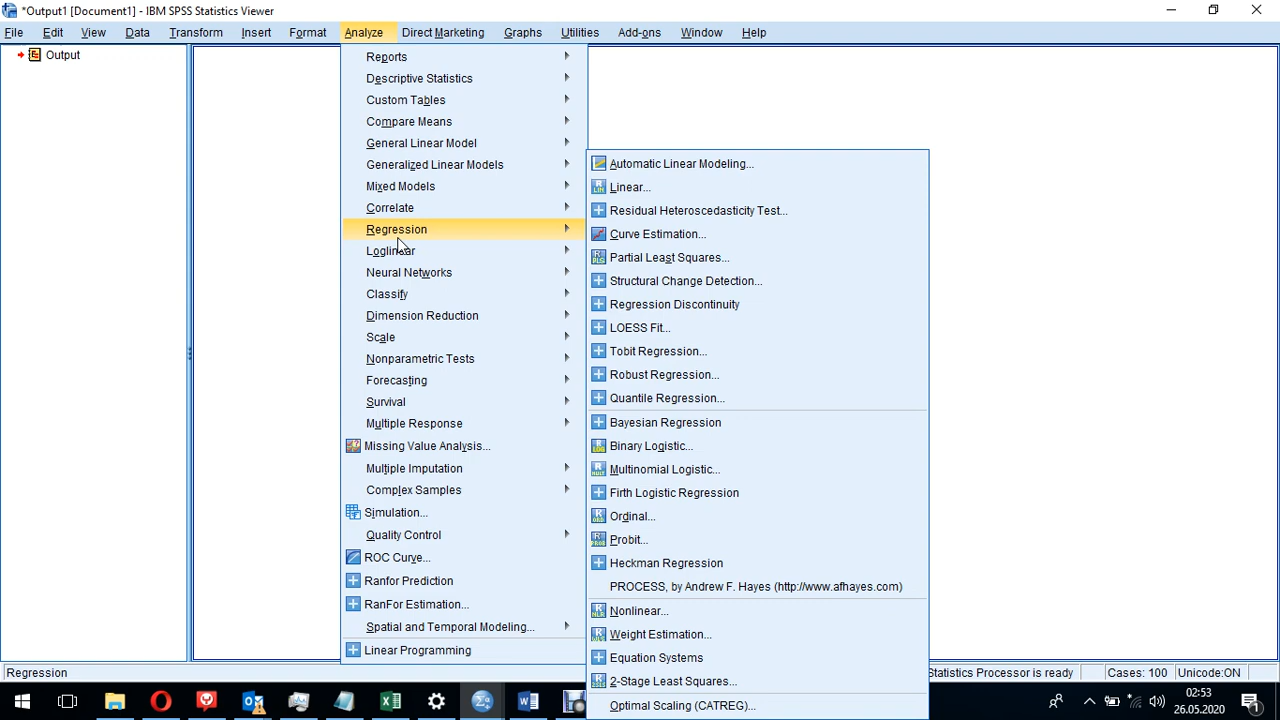 *Output1 [Document1] - IBM SPSS Statistics Viewer
File Edit View Data Transform Insert Format Analyze Direct Marketing Graphs Utilities Add-ons Window Help
Output
Reports
Descriptive Statistics
Custom Tables
Compare Means
General Linear Model
Generalized Linear Models
Mixed Models
Correlate
Regression
Loglinear
Neural Networks
Classify
Dimension Reduction
Scale
Nonparametric Tests
Forecasting
Survival
Multiple Response
Missing Value Analysis...
Multiple Imputation
Complex Samples
Simulation...
Quality Control
ROC Curve...
Ranfor Prediction
RanFor Estimation...
Spatial and Temporal Modeling...
Linear Programming
Automatic Linear Modeling...
Linear...
Residual Heteroscedasticity Test...
Curve Estimation...
Partial Least Squares...
Structural Change Detection...
Regression Discontinuity
LOESS Fit...
Tobit Regression...
Robust Regression...
Quantile Regression...
Bayesian Regression
Binary Logistic...
Multinomial Logistic...
Firth Logistic Regression
Ordinal...
Probit...
Heckman Regression
PROCESS, by Andrew F. Hayes (http://www.afhayes.com)
Nonlinear...
Weight Estimation...
Equation Systems
2-Stage Least Squares...
Optimal Scaling (CATREG)...
Regression
Statistics Processor is ready Cases: 100 Unicode:ON
02:53
26.05.2020